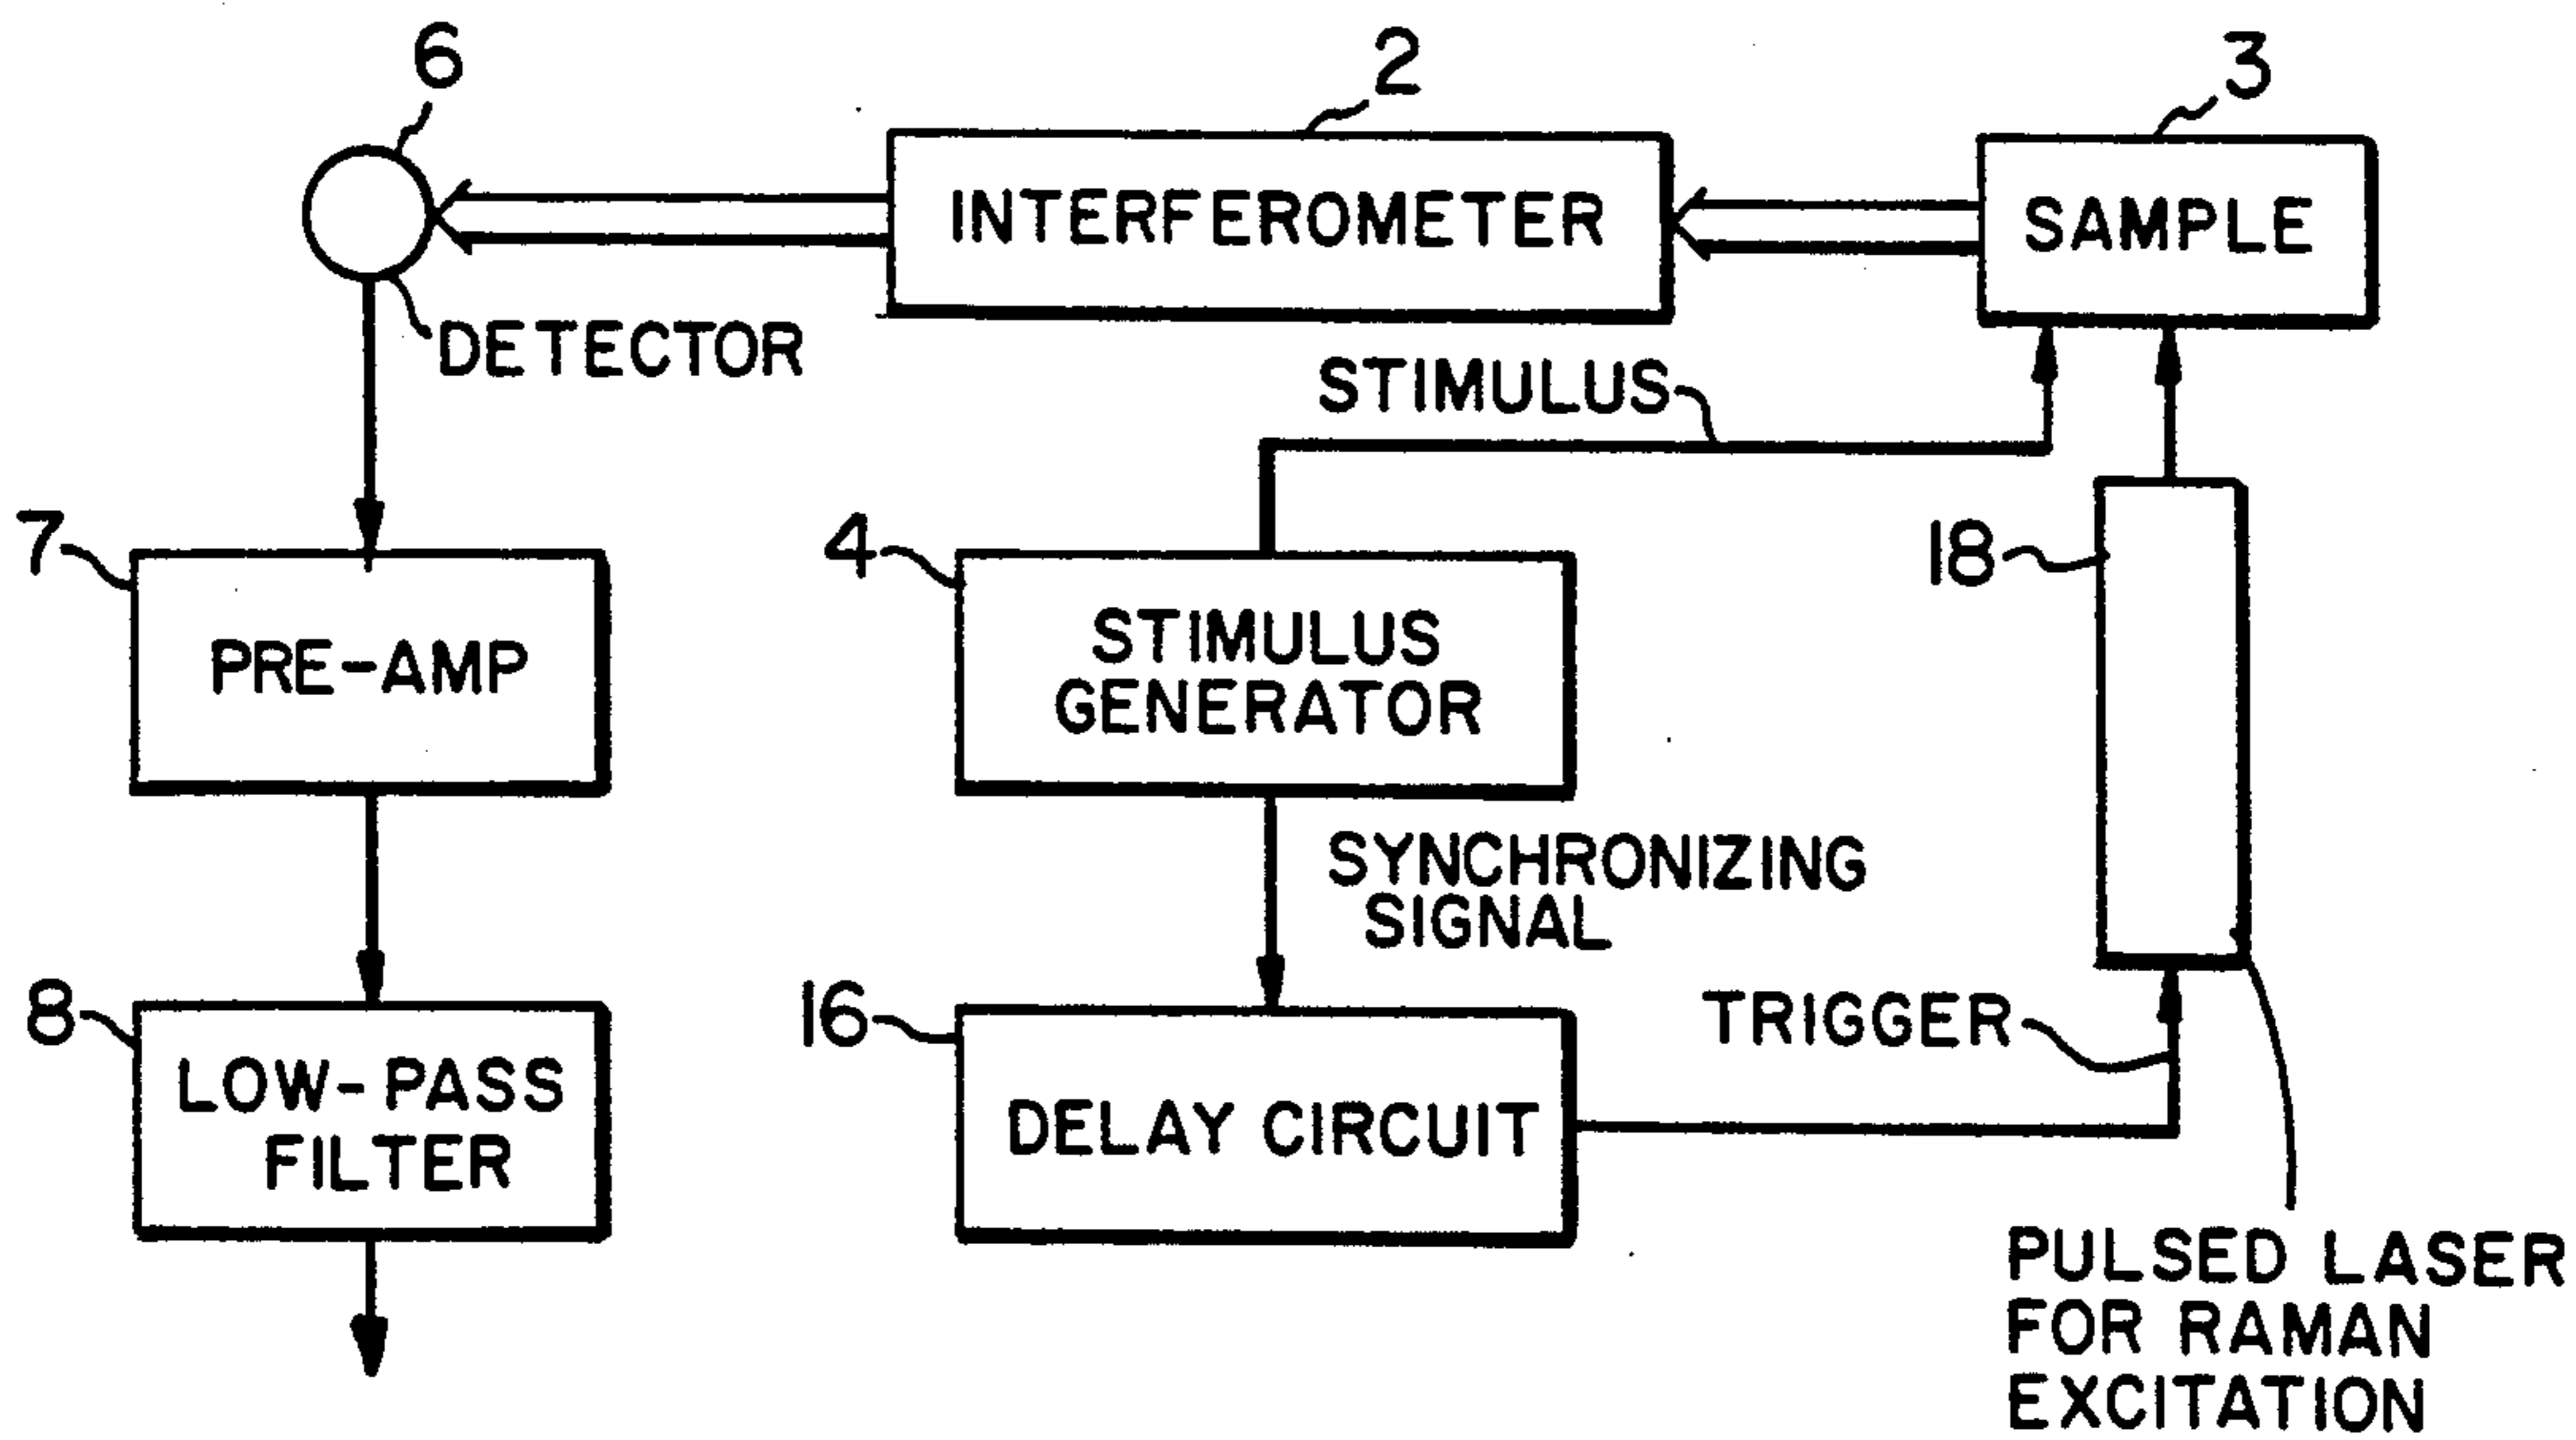 6
2
3
INTERFEROMETER
SAMPLE
DETECTOR
STIMULUS
7
4
18
PRE-AMP
STIMULUS
GENERATOR
SYNCHRONIZING
SIGNAL
8
16
TRIGGER
LOW-PASS
FILTER
DELAY CIRCUIT
PULSED LASER
FOR RAMAN
EXCITATION